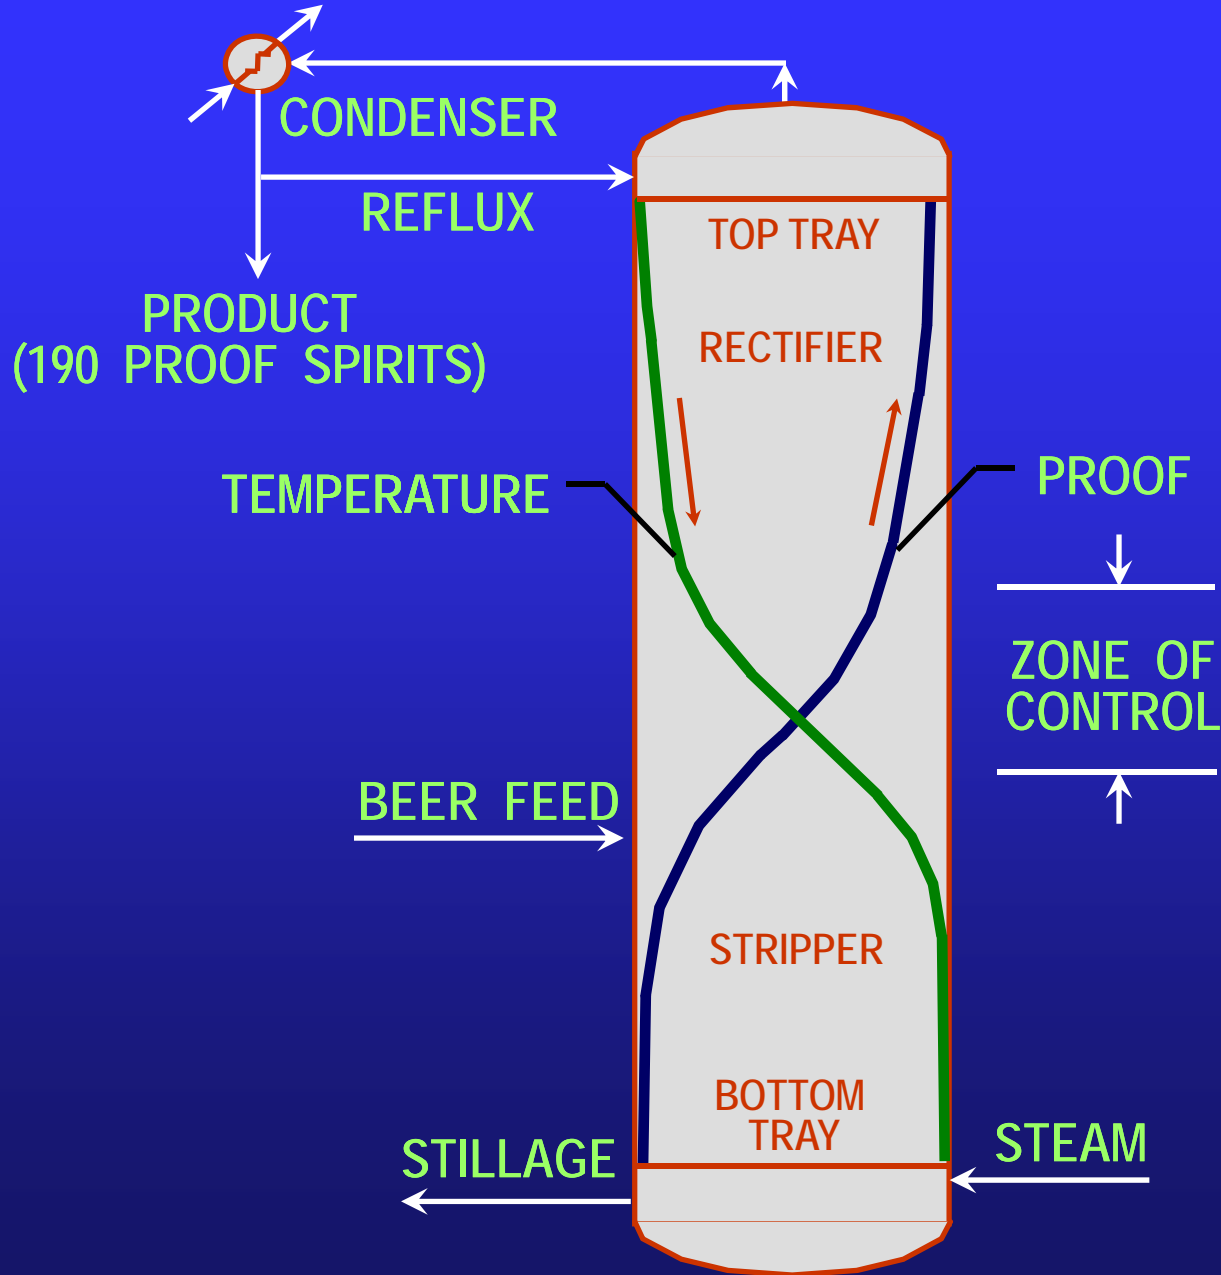 CONDENSER
REFLUX
TOP TRAY
PRODUCT
(190 PROOF SPIRITS)
RECTIFIER
TEMPERATURE
PROOF
ZONE OF
CONTROL
BEER FEED
STRIPPER
BOTTOM
TRAY
STILLAGE
STEAM